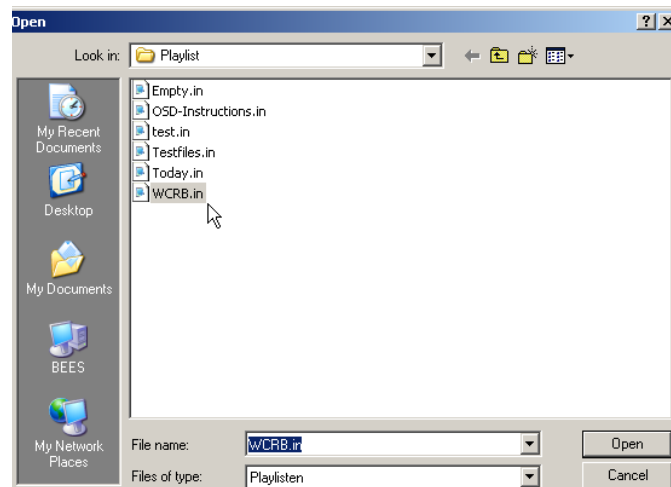 Open
Look in: Playlist
Empty.in
OSD-Instructions.in
test.in
Testfiles.in
Today.in
WCRB.in
My Recent
Documents
Desktop
My Documents
BEES
My Network
Places
File name: WCRB.in Open
Files of type: Playlisten Cancel